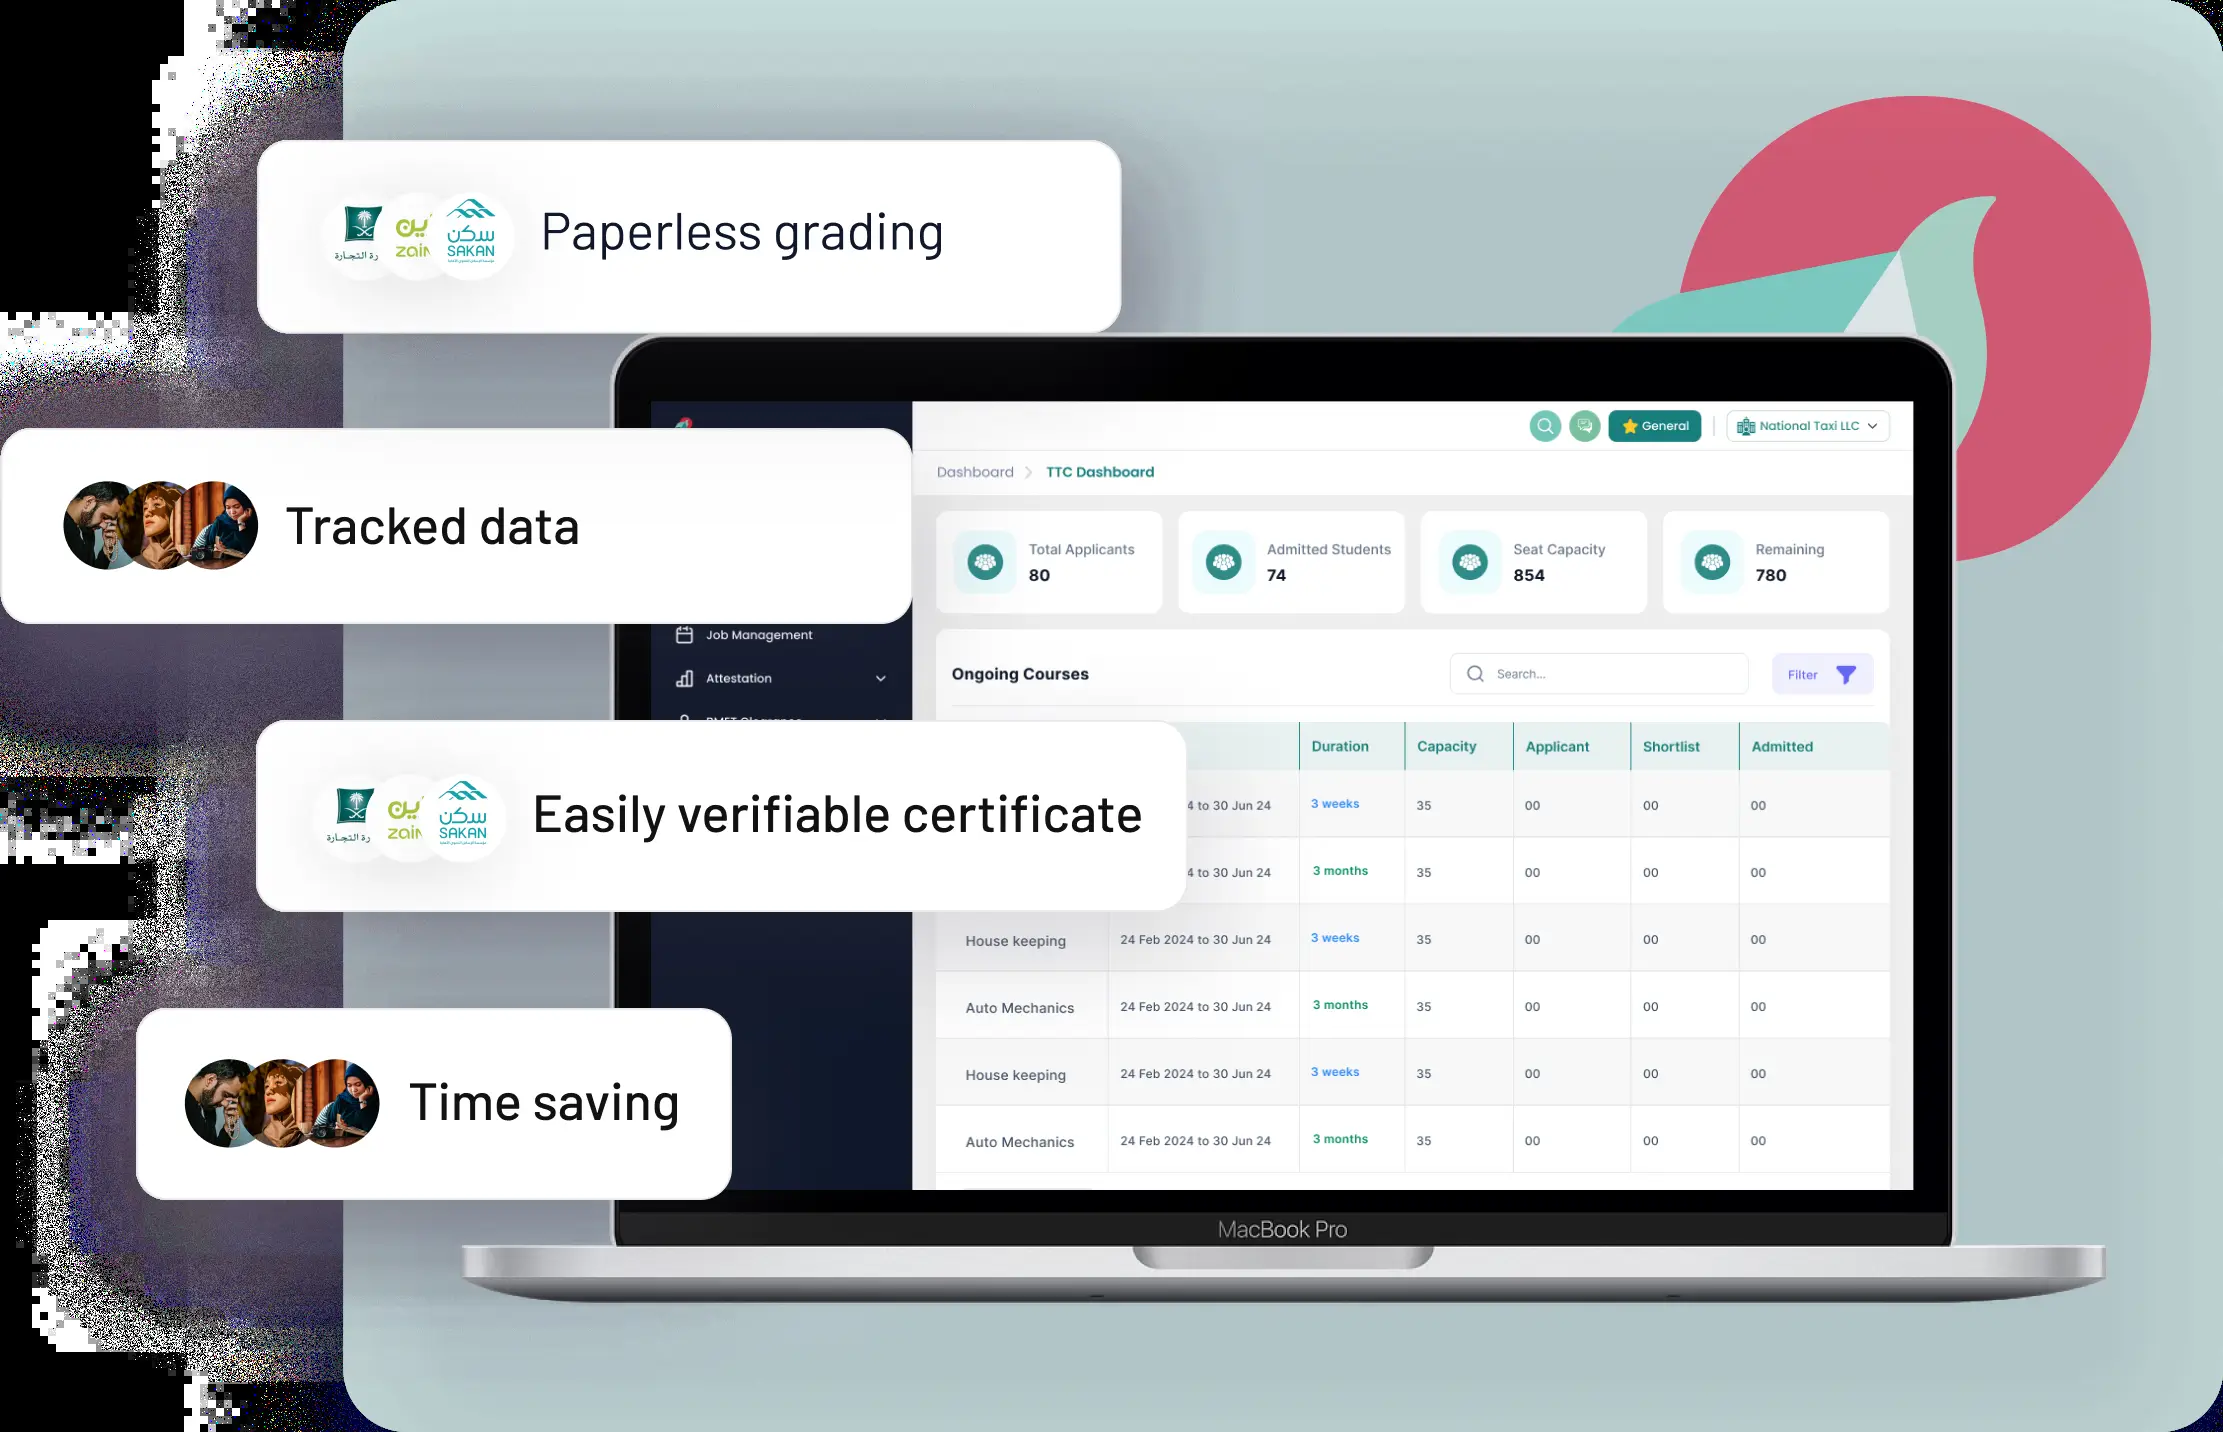 زين
zain
سكن
SAKAN
Paperless grading
General
National Taxi LLC
Dashboard
TTC Dashboard
Total Applicants
80
Admitted Students
74
Seat Capacity
854
Remaining
780
Tracked data
Job Management
Attestation
Ongoing Courses
Search...
Filter
Duration Capacity Applicant Shortlist Admitted
رة التجارة
zain
سكن
SAKAN
Easily verifiable certificate
4 to 30 Jun 24 3 weeks 35 00 00 00
4 to 30 Jun 24 3 months 35 00 00 00
House keeping 24 Feb 2024 to 30 Jun 24 3 weeks 35 00 00 00
Auto Mechanics 24 Feb 2024 to 30 Jun 24 3 months 35 00 00 00
House keeping 24 Feb 2024 to 30 Jun 24 3 weeks 35 00 00 00
Auto Mechanics 24 Feb 2024 to 30 Jun 24 3 months 35 00 00 00
Time saving
MacBook Pro